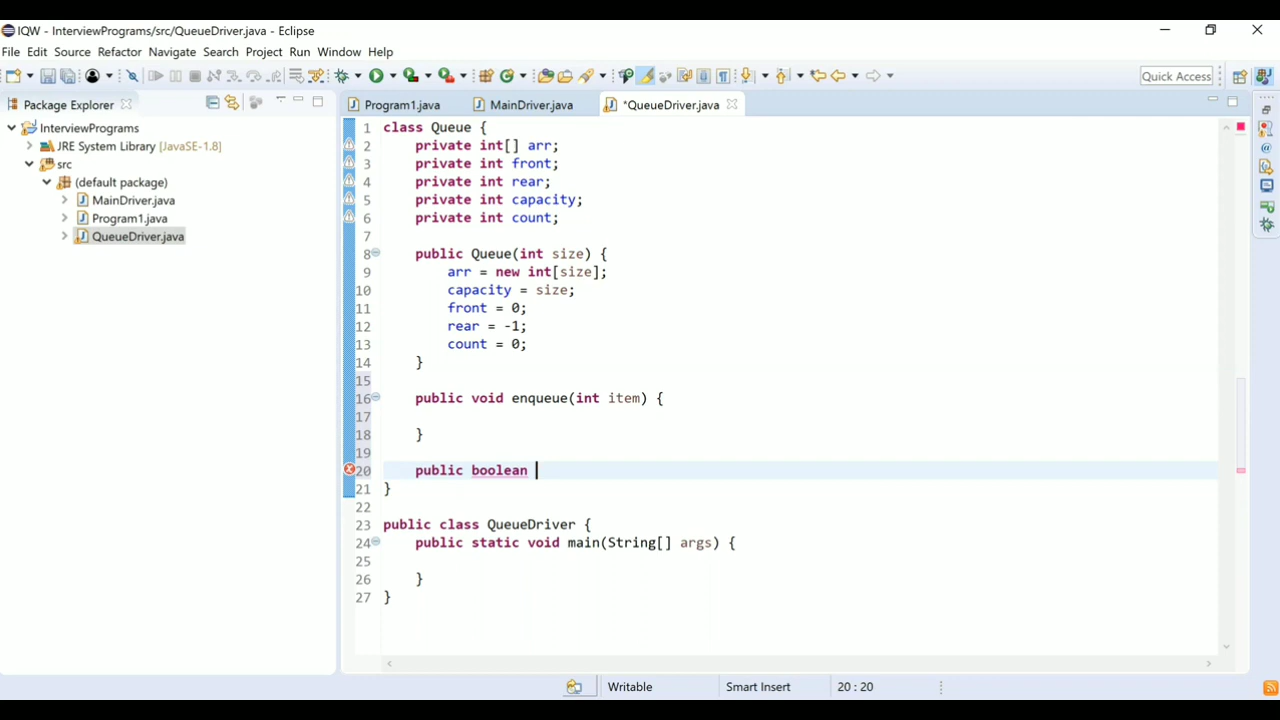 IQW - InterviewPrograms/src/QueueDriver.java - Eclipse
File Edit Source Refactor Navigate Search Project Run Window Help
Quick Access
Package Explorer
Program1.java MainDriver.java *QueueDriver.java
InterviewPrograms
JRE System Library [JavaSE-1.8]
src
(default package)
MainDriver.java
Program1.java
QueueDriver.java
1 class Queue {
2 private int[] arr;
3 private int front;
4 private int rear;
5 private int capacity;
6 private int count;
7
8 public Queue(int size) {
9 arr = new int[size];
10 capacity = size;
11 front = 0;
12 rear = -1;
13 count = 0;
14 }
15
16 public void enqueue(int item) {
17
18 }
19
20 public boolean
21 }
22
23 public class QueueDriver {
24 public static void main(String[] args) {
25
26 }
27 }
Writable Smart Insert 20 : 20